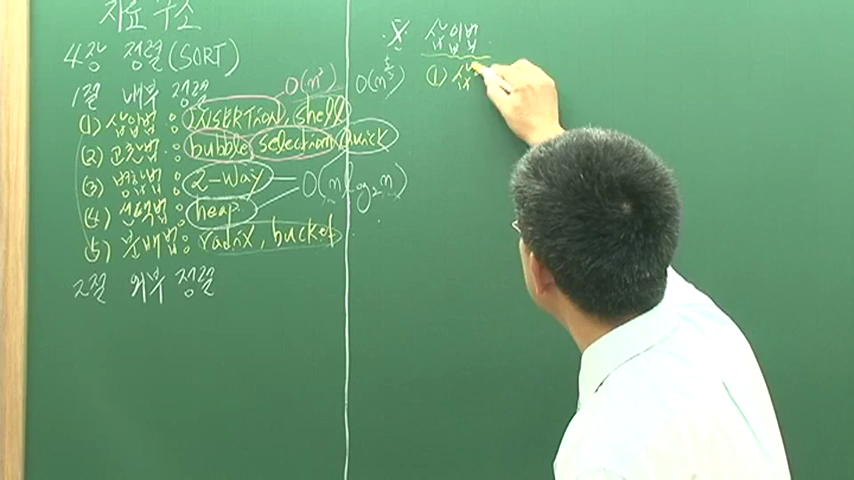 자료 구조
4장 정렬(SORT)
1절 내부 정렬
(1) 삽입법 : INSERTION, shell
(2) 교환법 : bubble selection quick
(3) 병합법 : 2-way
(4) 선택법 : heap
(5) 분배법 : radix, bucket
2절 외부 정렬
O(n²)
O(n log₂ n)
※ 삽입법
(1) 삽